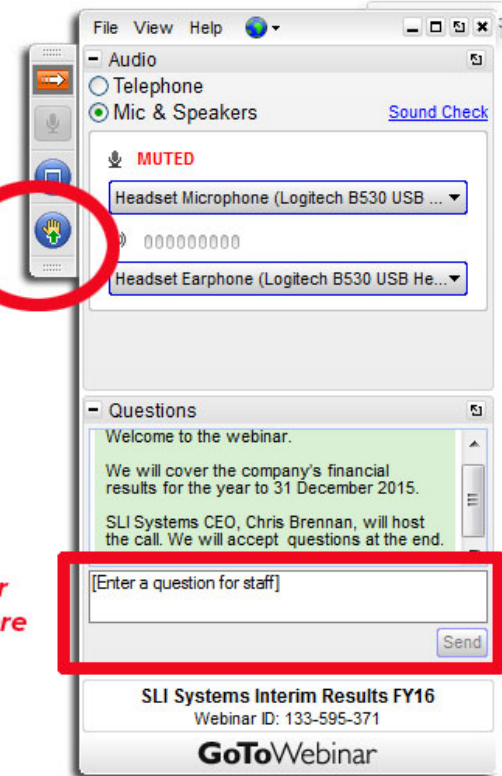 File View Help
Audio
Telephone
Mic & Speakers Sound Check
MUTED
Headset Microphone (Logitech B530 USB ...
000000000
Headset Earphone (Logitech B530 USB He...
Questions
Welcome to the webinar.
We will cover the company's financial
results for the year to 31 December 2015.
SLI Systems CEO, Chris Brennan, will host
the call. We will accept questions at the end.
[Enter a question for staff]
Send
SLI Systems Interim Results FY16
Webinar ID: 133-595-371
GoToWebinar